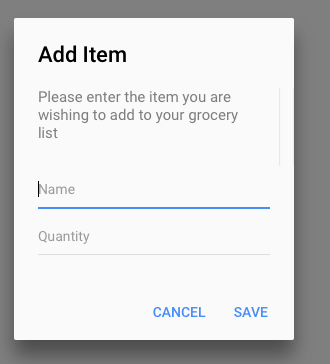 Add Item
Please enter the item you are
wishing to add to your grocery
list
Name
Quantity
CANCEL SAVE